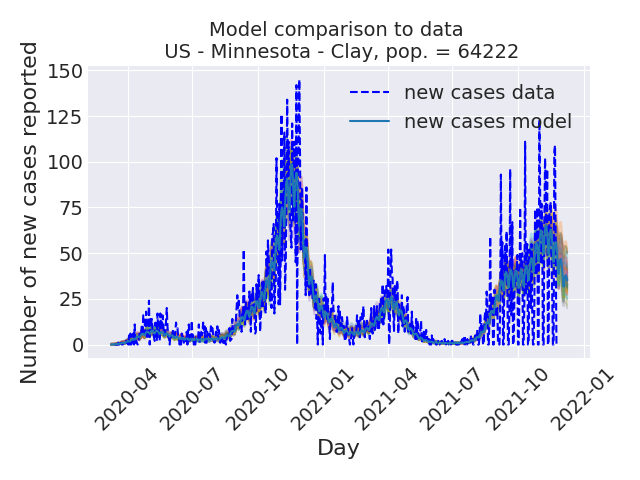 Model comparison to data
US - Minnesota - Clay, pop. = 64222
Number of new cases reported
150
125
100
75
50
25
0
new cases data
new cases model
2020-04
2020-07
2020-10
2021-01
2021-04
2021-07
2021-10
2022-01
Day